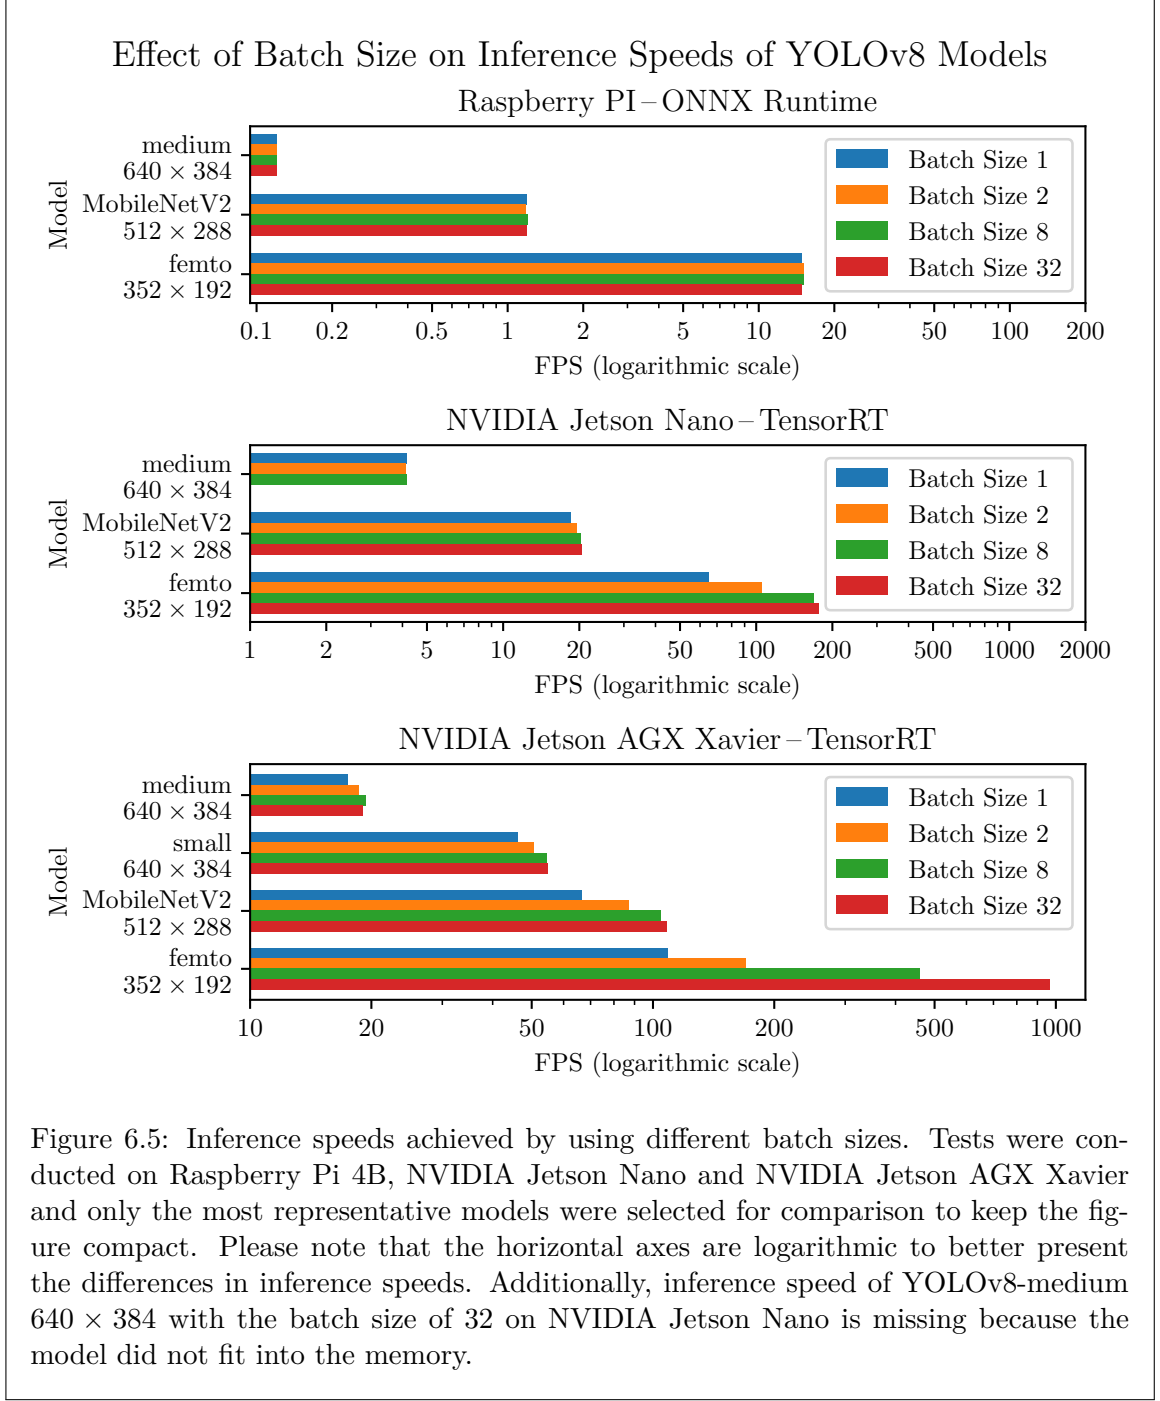 Effect of Batch Size on Inference Speeds of YOLOv8 Models
Raspberry PI – ONNX Runtime
Model
medium
640 × 384
MobileNetV2
512 × 288
femto
352 × 192
Batch Size 1
Batch Size 2
Batch Size 8
Batch Size 32
0.1 0.2 0.5 1 2 5 10 20 50 100 200
FPS (logarithmic scale)
NVIDIA Jetson Nano – TensorRT
Model
medium
640 × 384
MobileNetV2
512 × 288
femto
352 × 192
Batch Size 1
Batch Size 2
Batch Size 8
Batch Size 32
1 2 5 10 20 50 100 200 500 1000 2000
FPS (logarithmic scale)
NVIDIA Jetson AGX Xavier – TensorRT
Model
medium
640 × 384
small
640 × 384
MobileNetV2
512 × 288
femto
352 × 192
Batch Size 1
Batch Size 2
Batch Size 8
Batch Size 32
10 20 50 100 200 500 1000
FPS (logarithmic scale)
Figure 6.5: Inference speeds achieved by using different batch sizes. Tests were con-
ducted on Raspberry Pi 4B, NVIDIA Jetson Nano and NVIDIA Jetson AGX Xavier
and only the most representative models were selected for comparison to keep the fig-
ure compact. Please note that the horizontal axes are logarithmic to better present
the differences in inference speeds. Additionally, inference speed of YOLOv8-medium
640 × 384 with the batch size of 32 on NVIDIA Jetson Nano is missing because the
model did not fit into the memory.